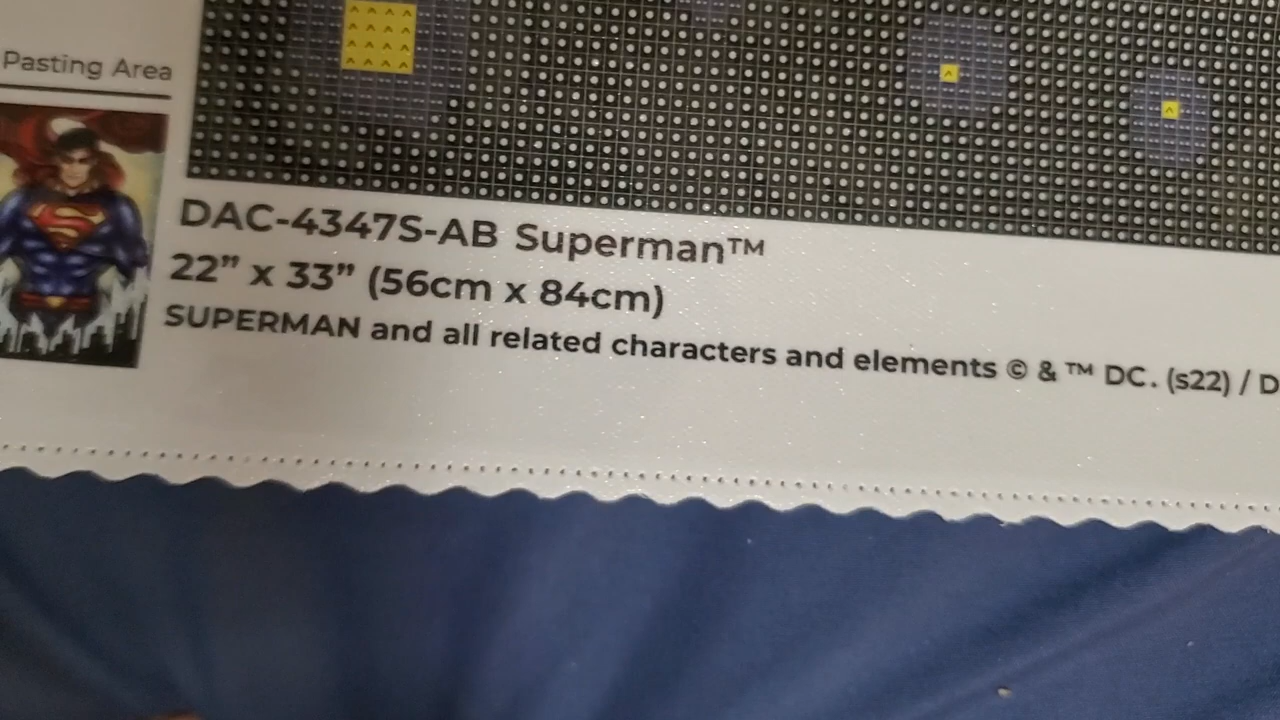 Pasting Area
DAC-4347S-AB Superman™
22” x 33” (56cm x 84cm)
SUPERMAN and all related characters and elements © & ™ DC. (s22) / D